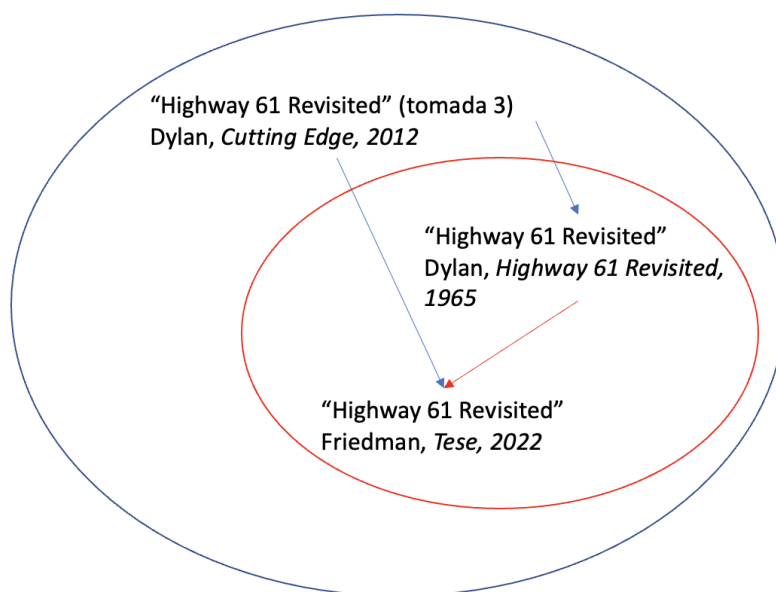 “Highway 61 Revisited” (tomada 3)
Dylan, Cutting Edge, 2012
“Highway 61 Revisited”
Dylan, Highway 61 Revisited,
1965
“Highway 61 Revisited”
Friedman, Tese, 2022